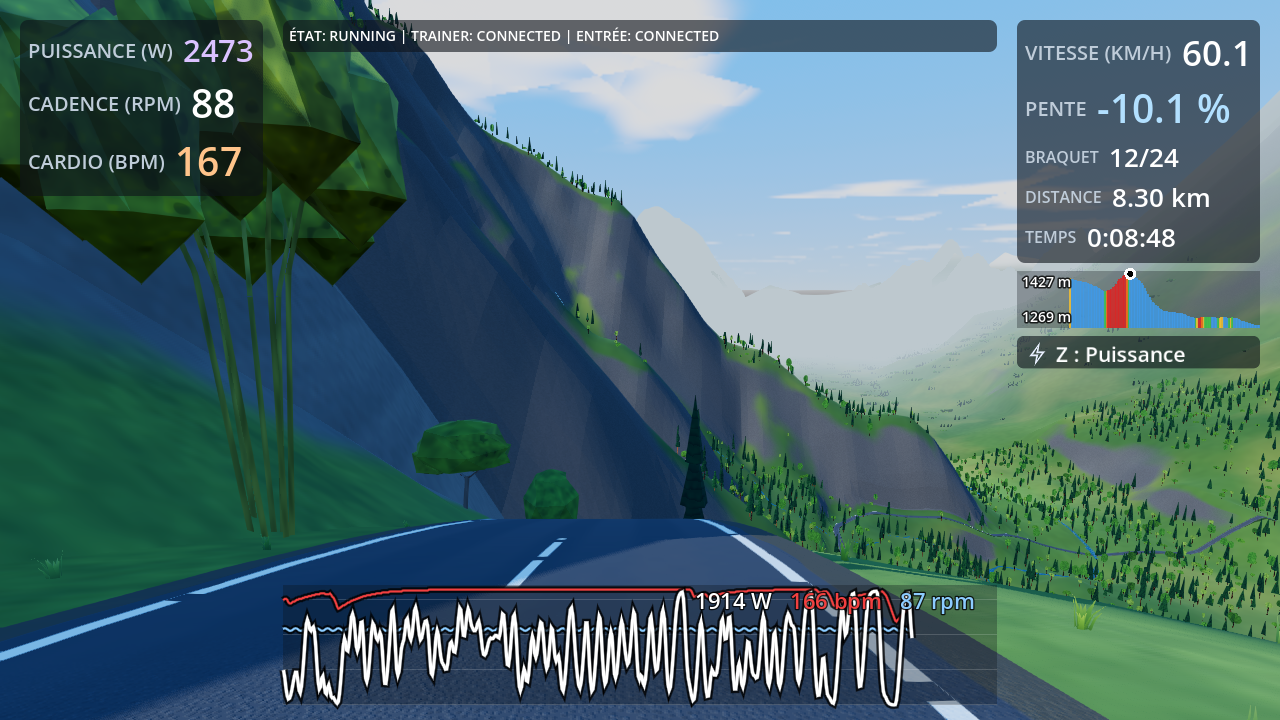 PUISSANCE (W) 2473
CADENCE (RPM) 88
CARDIO (BPM) 167
ÉTAT: RUNNING | TRAINER: CONNECTED | ENTRÉE: CONNECTED
VITESSE (KM/H) 60.1
PENTE -10.1 %
BRAQUET 12/24
DISTANCE 8.30 km
TEMPS 0:08:48
1427 m
1269 m
Z : Puissance
1914 W 166 bpm 87 rpm